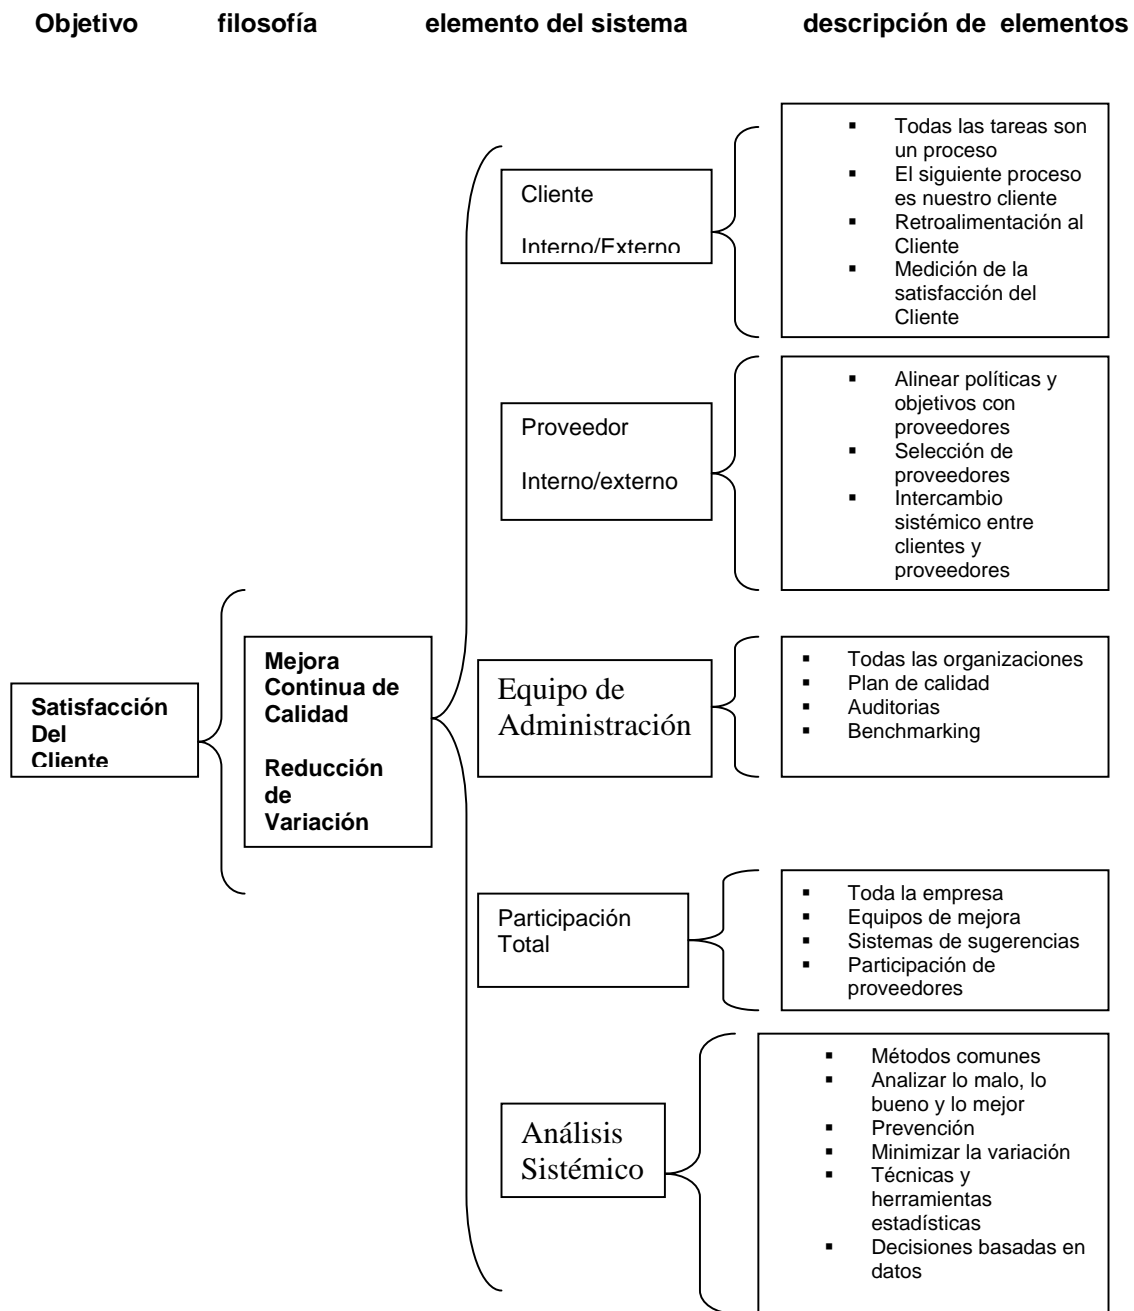 Objetivo filosofía elemento del sistema descripción de elementos
Cliente
Interno/Externo
▪ Todas las tareas son
un proceso
▪ El siguiente proceso
es nuestro cliente
▪ Retroalimentación al
Cliente
▪ Medición de la
satisfacción del
Cliente
Proveedor
Interno/externo
▪ Alinear políticas y
objetivos con
proveedores
▪ Selección de
proveedores
▪ Intercambio
sistémico entre
clientes y
proveedores
Satisfacción
Del
Cliente
Mejora
Continua de
Calidad
Reducción
de
Variación
Equipo de
Administración
▪ Todas las organizaciones
▪ Plan de calidad
▪ Auditorias
▪ Benchmarking
Participación
Total
▪ Toda la empresa
▪ Equipos de mejora
▪ Sistemas de sugerencias
▪ Participación de
proveedores
Análisis
Sistémico
▪ Métodos comunes
▪ Analizar lo malo, lo
bueno y lo mejor
▪ Prevención
▪ Minimizar la variación
▪ Técnicas y
herramientas
estadísticas
▪ Decisiones basadas en
datos